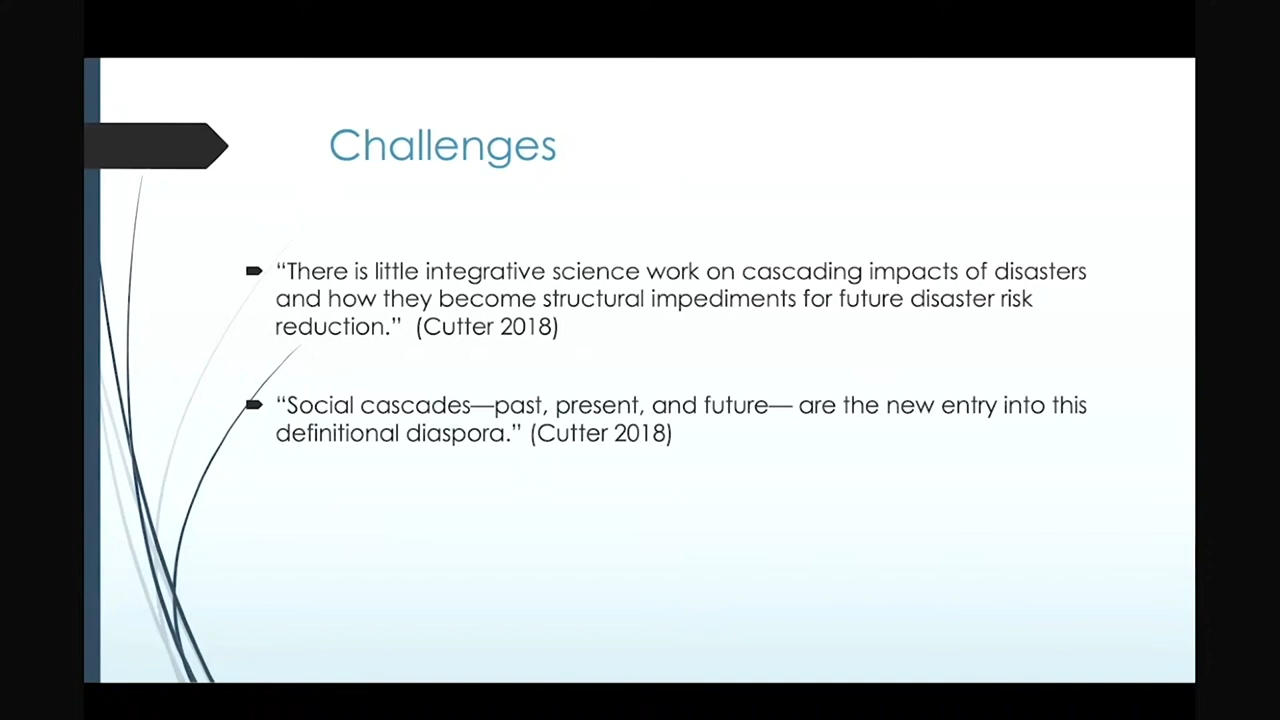 Challenges
“There is little integrative science work on cascading impacts of disasters
and how they become structural impediments for future disaster risk
reduction.”  (Cutter 2018)
“Social cascades—past, present, and future— are the new entry into this
definitional diaspora.” (Cutter 2018)